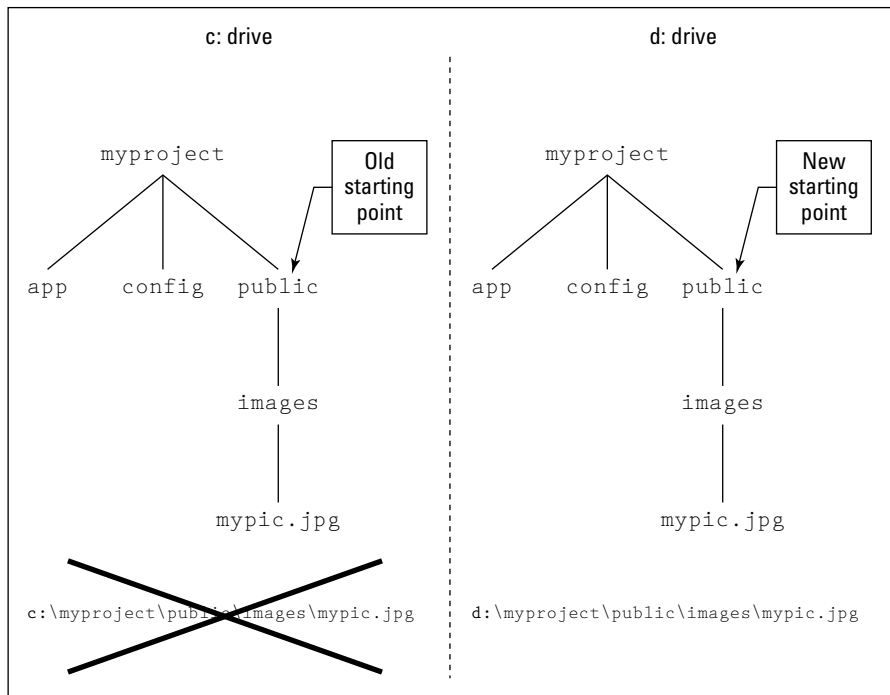 c: drive
myproject
Old
starting
point
app config public
images
mypic.jpg
c:\myproject\public\images\mypic.jpg
d: drive
myproject
New
starting
point
app config public
images
mypic.jpg
d:\myproject\public\images\mypic.jpg